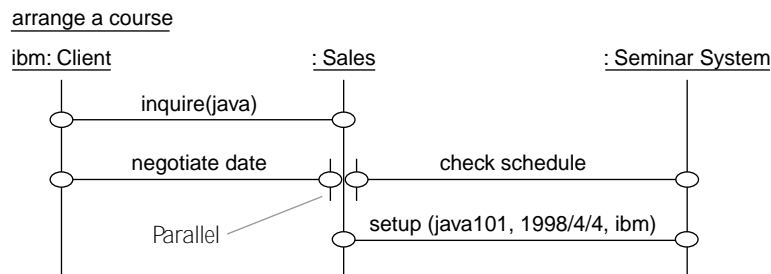 arrange a course
ibm: Client
: Sales
: Seminar System
inquire(java)
negotiate date
check schedule
Parallel
setup (java101, 1998/4/4, ibm)